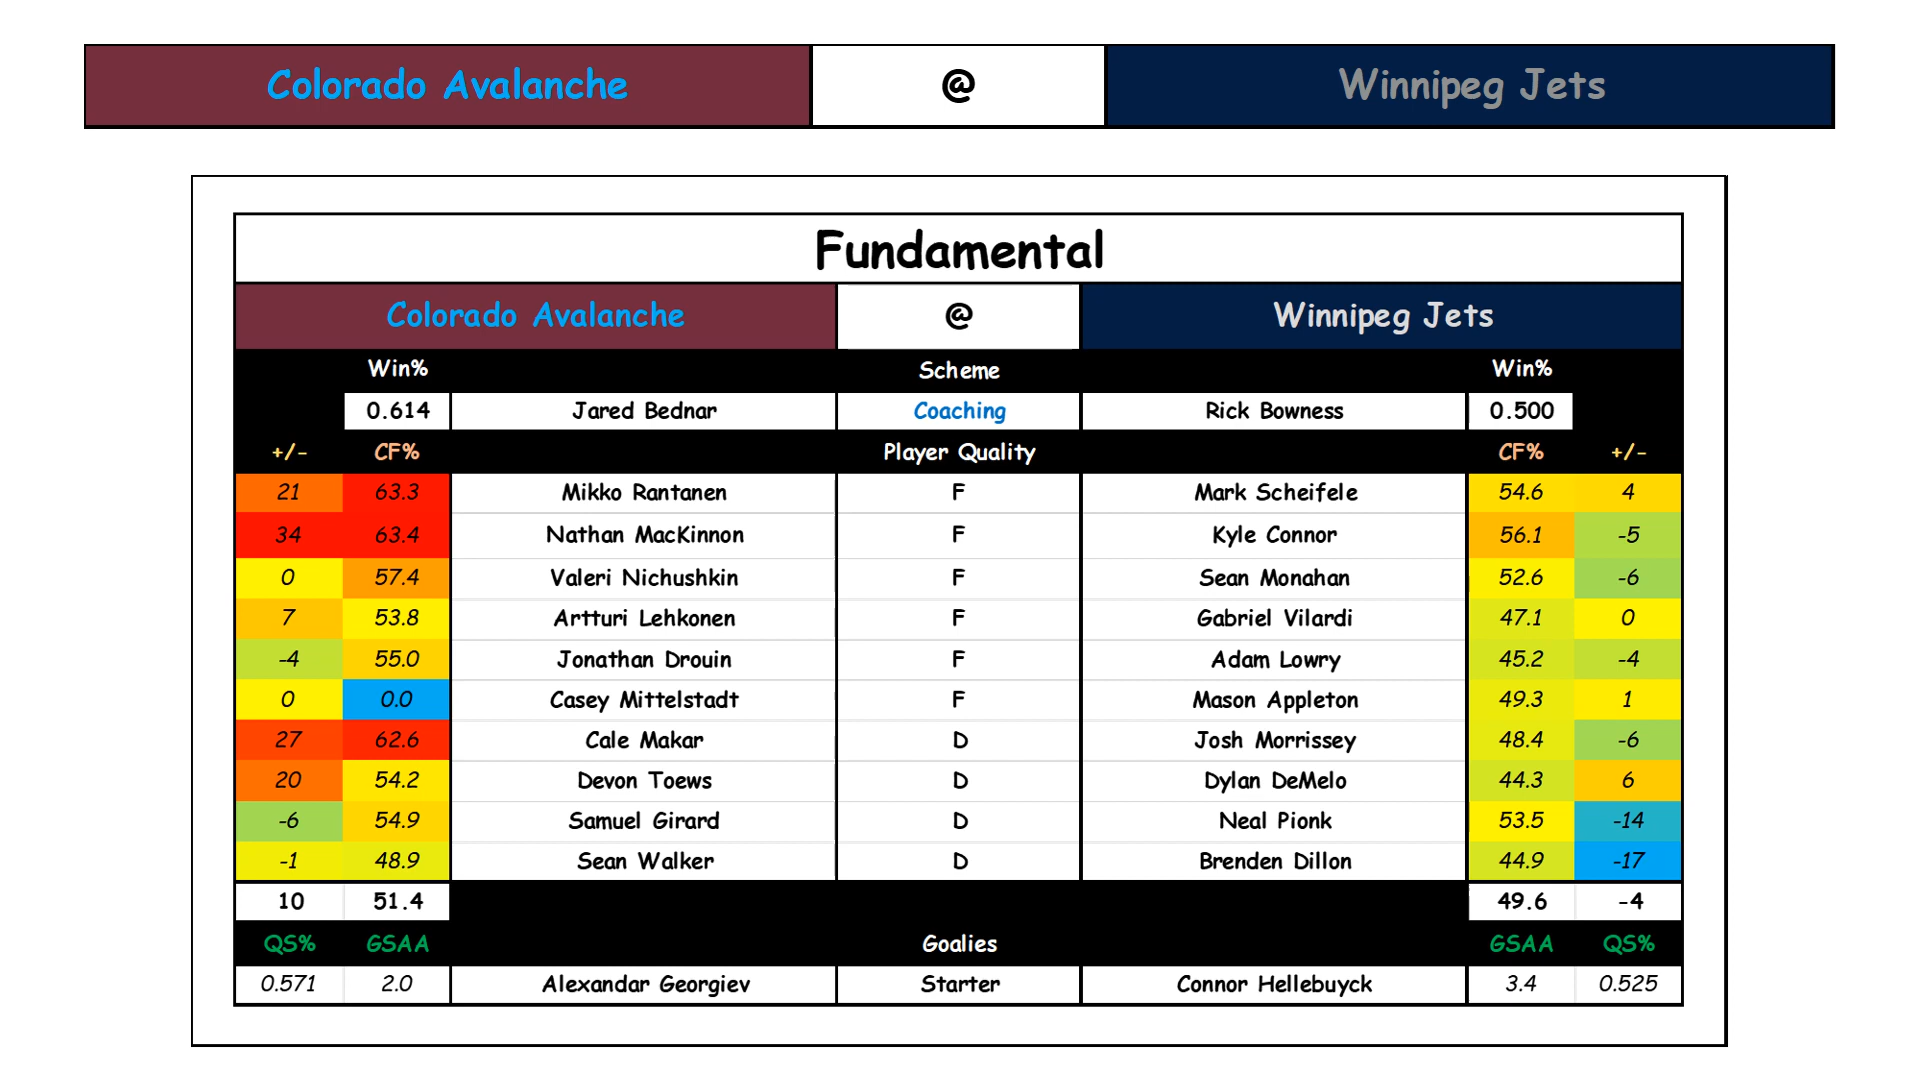 Colorado Avalanche @ Winnipeg Jets
Fundamental
Colorado Avalanche @ Winnipeg Jets
Win% Scheme Win%
0.614 Jared Bednar Coaching Rick Bowness 0.500
+/- CF% Player Quality CF% +/-
21 63.3 Mikko Rantanen F Mark Scheifele 54.6 4
34 63.4 Nathan MacKinnon F Kyle Connor 56.1 -5
0 57.4 Valeri Nichushkin F Sean Monahan 52.6 -6
7 53.8 Artturi Lehkonen F Gabriel Vilardi 47.1 0
-4 55.0 Jonathan Drouin F Adam Lowry 45.2 -4
0 0.0 Casey Mittelstadt F Mason Appleton 49.3 1
27 62.6 Cale Makar D Josh Morrissey 48.4 -6
20 54.2 Devon Toews D Dylan DeMelo 44.3 6
-6 54.9 Samuel Girard D Neal Pionk 53.5 -14
-1 48.9 Sean Walker D Brenden Dillon 44.9 -17
10 51.4 49.6 -4
QS% GSAA Goalies GSAA QS%
0.571 2.0 Alexandar Georgiev Starter Connor Hellebuyck 3.4 0.525